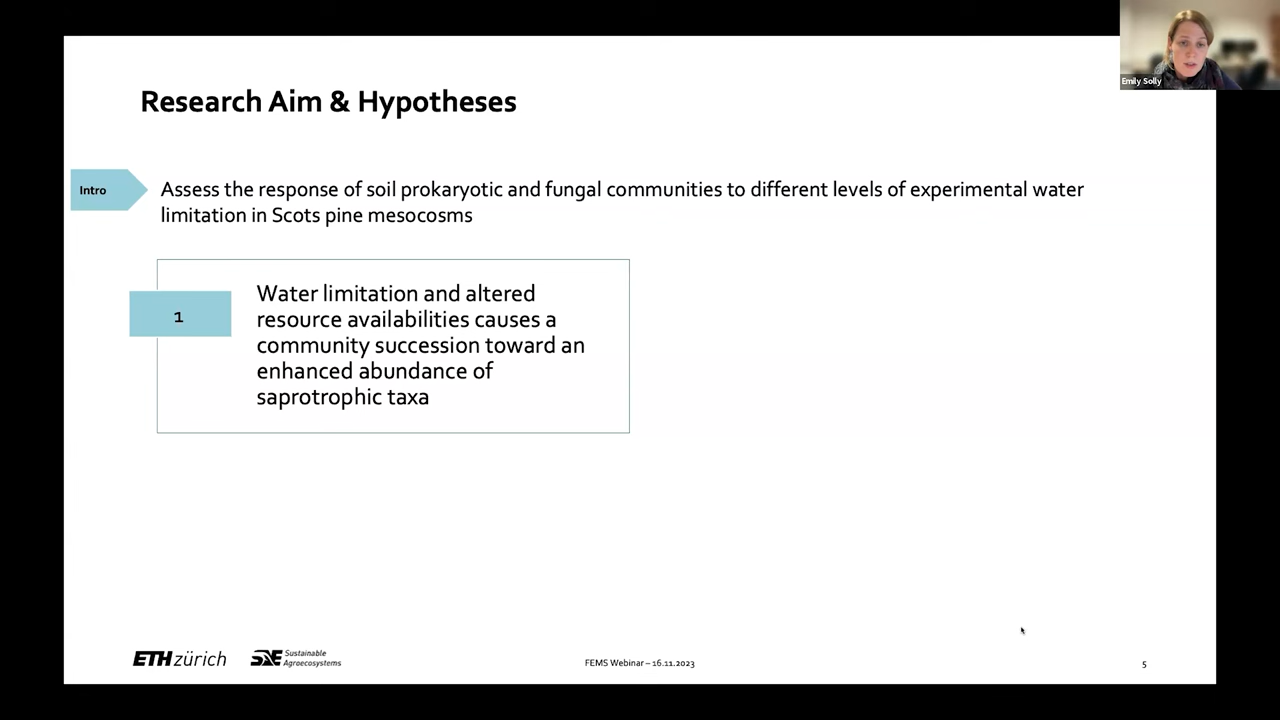 Emily Solly
Research Aim & Hypotheses
Intro
Assess the response of soil prokaryotic and fungal communities to different levels of experimental water
limitation in Scots pine mesocosms
1
Water limitation and altered
resource availabilities causes a
community succession toward an
enhanced abundance of
saprotrophic taxa
ETH zürich
SAE Sustainable
Agroecosystems
FEMS Webinar – 16.11.2023
5